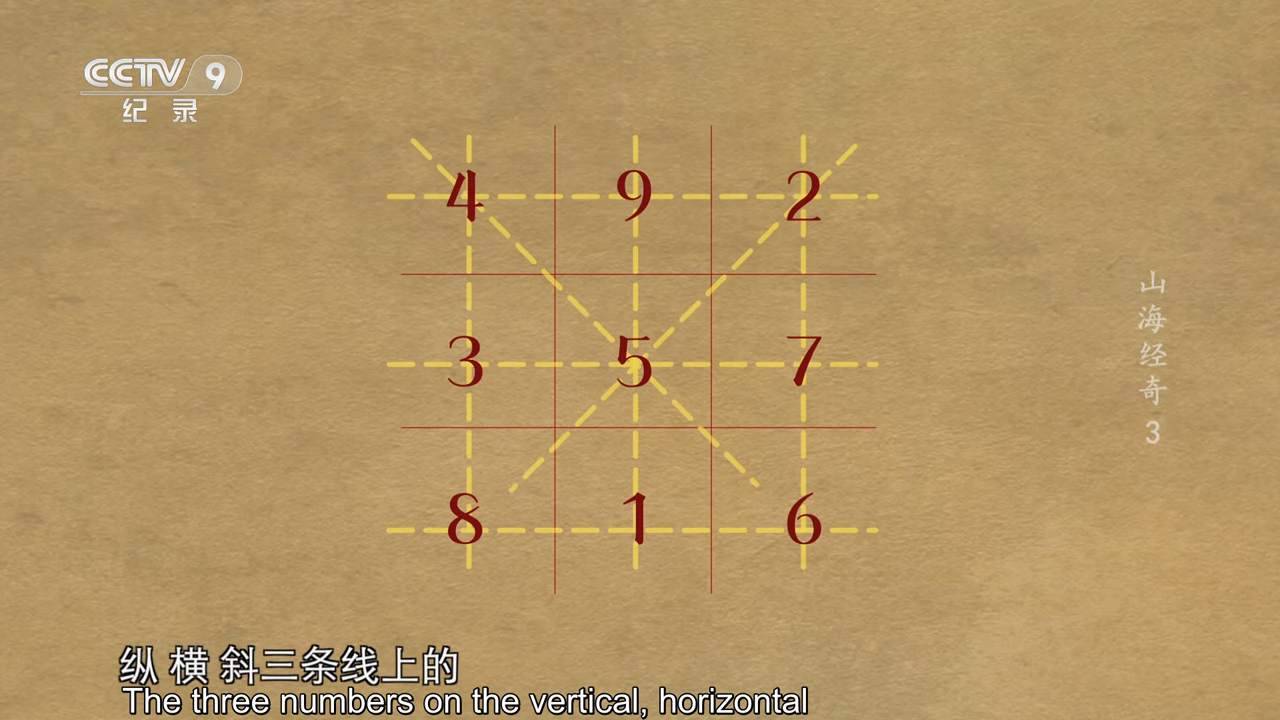 CCTV 9
纪 录
4 9 2
3 5 7
8 1 6
山海经奇 3
纵 横 斜三条线上的
The three numbers on the vertical, horizontal